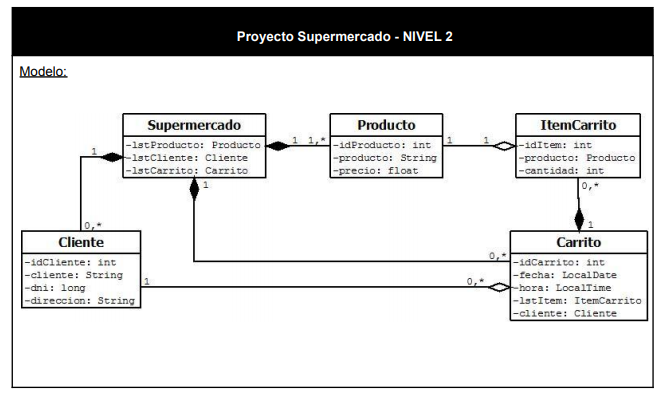 Proyecto Supermercado - NIVEL 2
Modelo:
Supermercado
-lstProducto: Producto
-lstCliente: Cliente
-lstCarrito: Carrito
1 1,*
Producto
-idProducto: int
-producto: String
-precio: float
1 1
ItemCarrito
-idItem: int
-producto: Producto
-cantidad: int
1
1
0,*
0,*
1
Cliente
-idCliente: int
-cliente: String
-dni: long
-direccion: String
0,*
1 0,*
Carrito
-idCarrito: int
-fecha: LocalDate
-hora: LocalTime
-lstItem: ItemCarrito
-cliente: Cliente